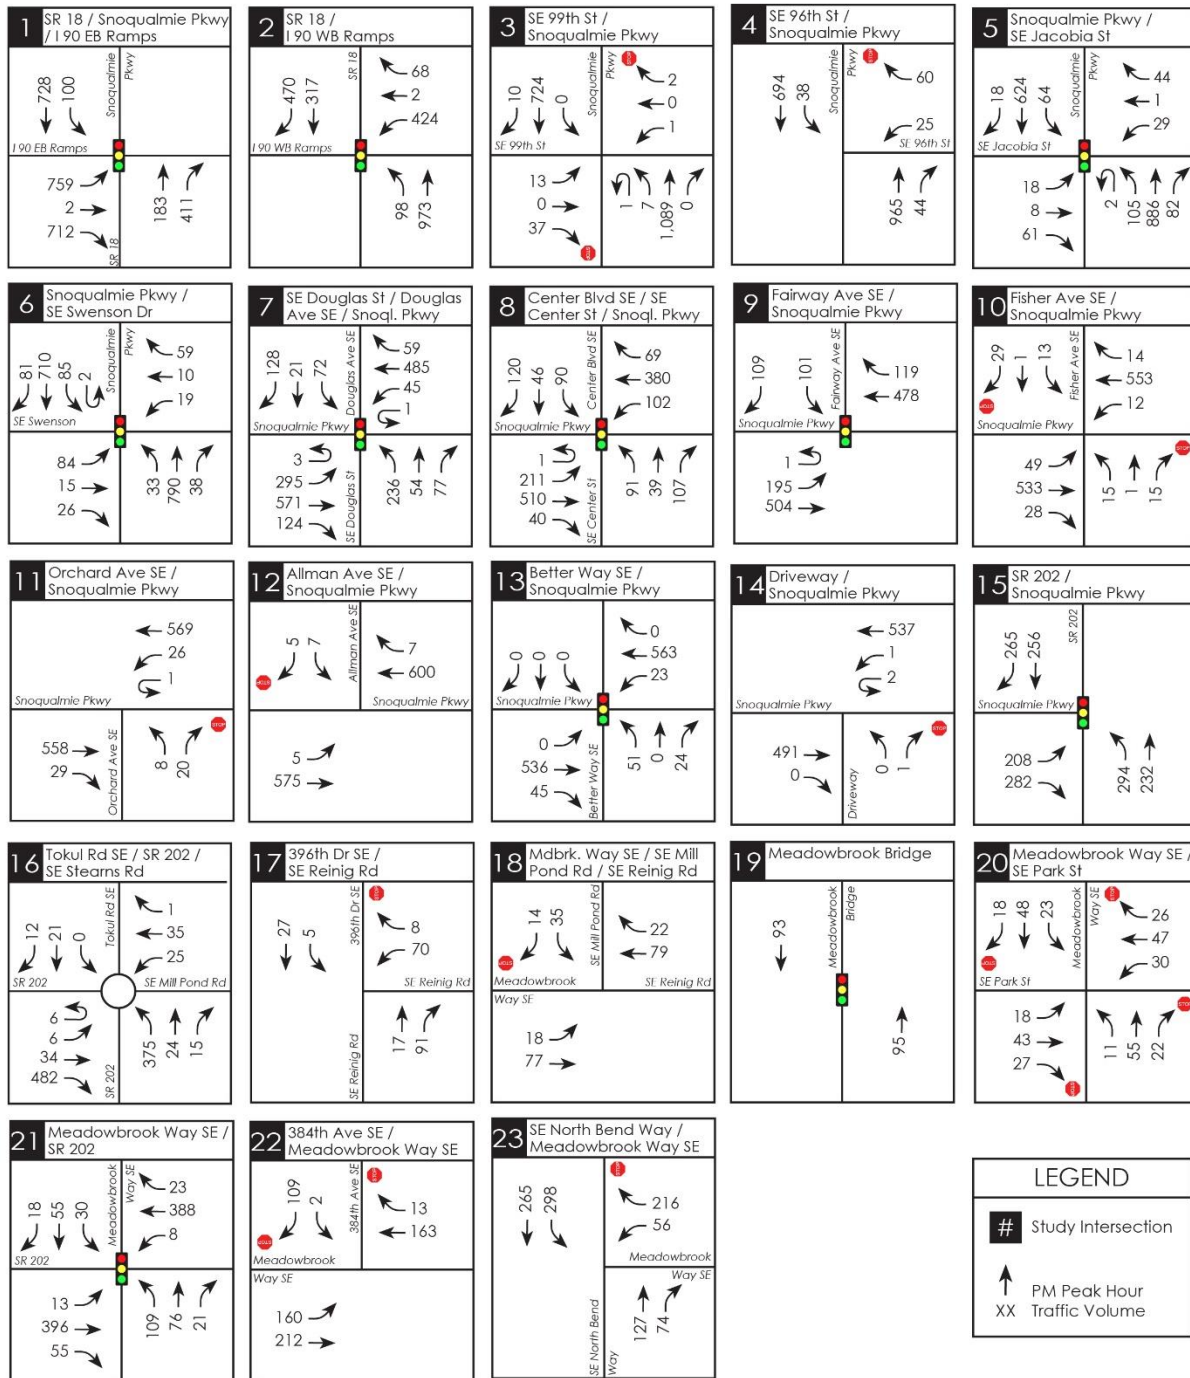 1
SR 18 / Snoqualmie Pkwy
/ I 90 EB Ramps
728
100
Snoqualmie
Pkwy
I 90 EB Ramps
759
2
712
SR 18
183
411
2
SR 18 /
I 90 WB Ramps
470
317
SR 18
68
2
424
I 90 WB Ramps
98
973
3
SE 99th St /
Snoqualmie Pkwy
10
724
0
Snoqualmie
Pkwy
STOP
2
0
1
SE 99th St
13
0
37
STOP
1
7
1,089
0
4
SE 96th St /
Snoqualmie Pkwy
694
38
Snoqualmie
Pkwy
STOP
60
25
SE 96th St
965
44
5
Snoqualmie Pkwy /
SE Jacobia St
18
624
64
Snoqualmie
Pkwy
44
1
29
SE Jacobia St
18
8
61
2
105
886
82
6
Snoqualmie Pkwy /
SE Swenson Dr
81
710
85
2
Snoqualmie
Pkwy
59
10
19
SE Swenson
84
15
26
33
790
38
7
SE Douglas St / Douglas
Ave SE / Snoql. Pkwy
128
21
72
Douglas Ave SE
59
485
45
1
Snoqualmie Pkwy
3
295
571
124
SE Douglas St
236
54
77
8
Center Blvd SE / SE
Center St / Snoql. Pkwy
120
46
90
Center Blvd SE
69
380
102
Snoqualmie Pkwy
1
211
510
40
SE Center St
91
39
107
9
Fairway Ave SE /
Snoqualmie Pkwy
109
101
Fairway Ave SE
119
478
Snoqualmie Pkwy
1
195
504
10
Fisher Ave SE /
Snoqualmie Pkwy
29
1
13
STOP
Fisher Ave SE
14
553
12
Snoqualmie Pkwy
49
533
28
15
1
15
STOP
11
Orchard Ave SE /
Snoqualmie Pkwy
569
26
1
Snoqualmie Pkwy
558
29
Orchard Ave SE
8
20
STOP
12
Allman Ave SE /
Snoqualmie Pkwy
5
7
STOP
Allman Ave SE
7
600
Snoqualmie Pkwy
5
575
13
Better Way SE /
Snoqualmie Pkwy
0
0
0
0
563
23
Snoqualmie Pkwy
0
536
45
Better Way SE
51
0
24
14
Driveway /
Snoqualmie Pkwy
537
1
2
Snoqualmie Pkwy
491
0
Driveway
0
1
STOP
15
SR 202 /
Snoqualmie Pkwy
265
256
SR 202
Snoqualmie Pkwy
208
282
294
232
16
Tokul Rd SE / SR 202 /
SE Stearns Rd
12
21
0
Tokul Rd SE
1
35
25
SR 202
SE Mill Pond Rd
6
6
34
482
SR 202
375
24
15
17
396th Dr SE /
SE Reinig Rd
27
5
396th Dr SE
STOP
8
70
SE Reinig Rd
SE Reinig Rd
17
91
18
Mdbrk. Way SE / SE Mill
Pond Rd / SE Reinig Rd
14
35
STOP
SE Mill Pond Rd
22
79
Meadowbrook
Way SE
SE Reinig Rd
18
77
19
Meadowbrook Bridge
93
Meadowbrook
Bridge
95
20
Meadowbrook Way SE /
SE Park St
18
48
23
STOP
Meadowbrook
Way SE
STOP
26
47
30
SE Park St
18
43
27
STOP
11
55
22
STOP
21
Meadowbrook Way SE /
SR 202
18
55
30
Meadowbrook
Way SE
23
388
8
SR 202
13
396
55
109
76
21
22
384th Ave SE /
Meadowbrook Way SE
109
2
STOP
384th Ave SE
STOP
13
163
Meadowbrook
Way SE
160
212
23
SE North Bend Way /
Meadowbrook Way SE
265
298
STOP
216
56
Meadowbrook
Way SE
SE North Bend
Way
127
74
LEGEND
# Study Intersection
PM Peak Hour
XX Traffic Volume